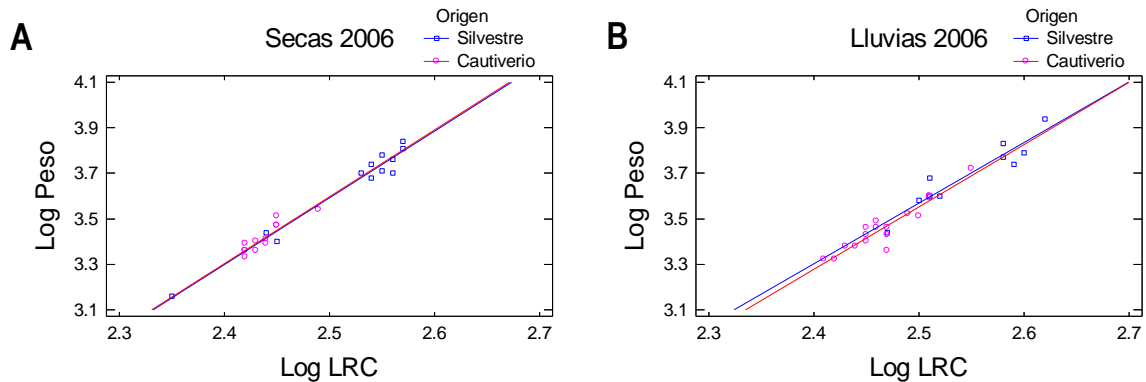 A
Secas 2006
Origen
Silvestre
Cautiverio
4.1
3.9
3.7
3.5
3.3
3.1
Log Peso
2.3 2.4 2.5 2.6 2.7
Log LRC
B
Lluvias 2006
Origen
Silvestre
Cautiverio
4.1
3.9
3.7
3.5
3.3
3.1
Log Peso
2.3 2.4 2.5 2.6 2.7
Log LRC